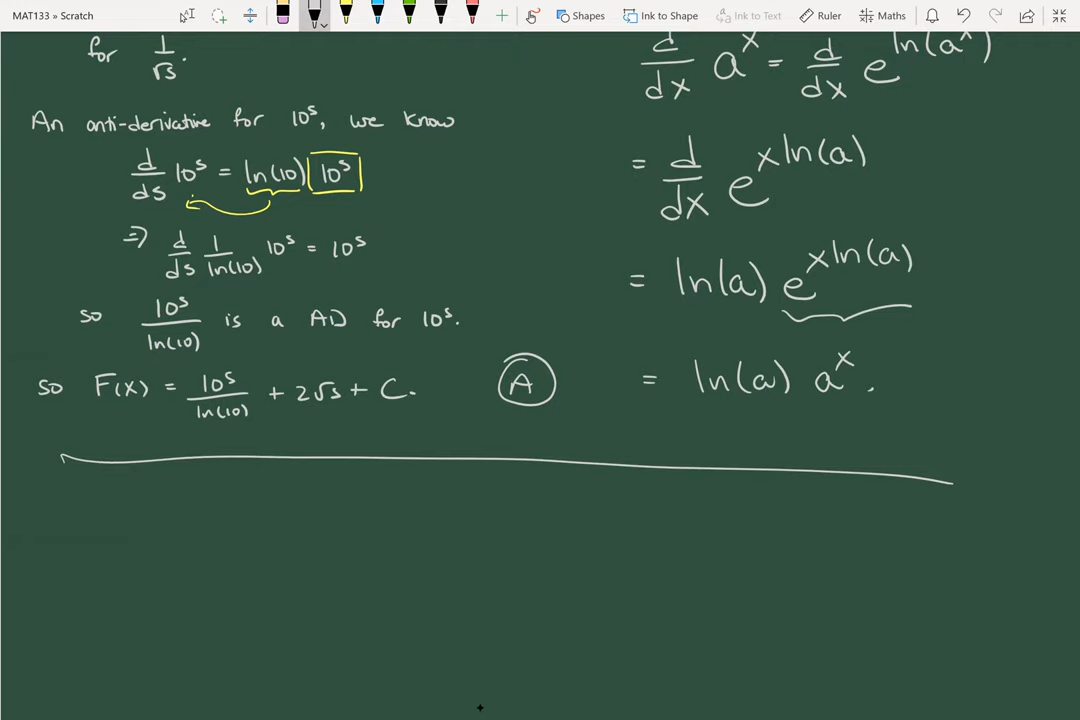 MAT133 » Scratch
Shapes
Ink to Shape
Ink to Text
Ruler
Maths
for 1/√s.
An anti-derivative for 10^s, we know
d/ds 10^s = ln(10) 10^s
=> d/ds 1/ln(10) 10^s = 10^s
so 10^s/ln(10) is a AD for 10^s.
so F(x) = 10^s/ln(10) + 2√s + C.
A
d/dx a^x = d/dx e^ln(a^x)
= d/dx e^xln(a)
= ln(a) e^xln(a)
= ln(a) a^x.